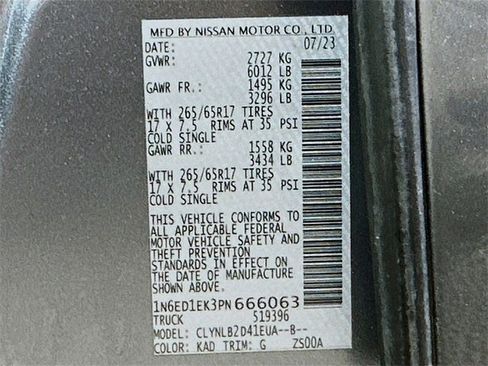 MFD BY NISSAN MOTOR CO., LTD.
DATE: 07/23
GVWR: 2727 KG
6012 LB
GAWR FR.: 1495 KG
3296 LB
WITH 265/65R17 TIRES
17 X 7.5 RIMS AT 35 PSI
COLD SINGLE
GAWR RR.: 1558 KG
3434 LB
WITH 265/65R17 TIRES
17 X 7.5 RIMS AT 35 PSI
COLD SINGLE
THIS VEHICLE CONFORMS TO
ALL APPLICABLE FEDERAL
MOTOR VEHICLE SAFETY AND
THEFT PREVENTION
STANDARDS IN EFFECT ON
THE DATE OF MANUFACTURE
SHOWN ABOVE.
1N6ED1EK3PN666063
TRUCK 519396
MODEL: CLYNLB2D41EUA--B--
COLOR: KAD TRIM: G ZS00A